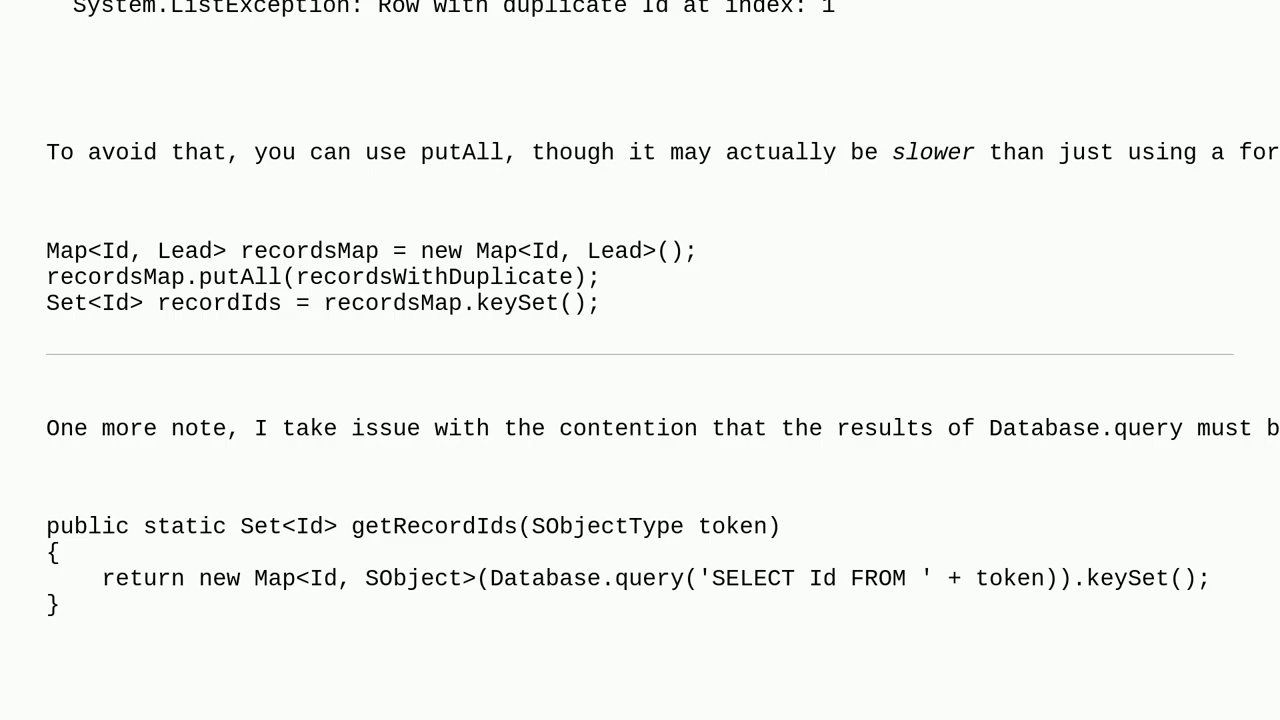 System.ListException: Row with duplicate Id at index: 1
To avoid that, you can use putAll, though it may actually be slower than just using a for
Map<Id, Lead> recordsMap = new Map<Id, Lead>();
recordsMap.putAll(recordsWithDuplicate);
Set<Id> recordIds = recordsMap.keySet();
One more note, I take issue with the contention that the results of Database.query must b
public static Set<Id> getRecordIds(SObjectType token)
{
    return new Map<Id, SObject>(Database.query('SELECT Id FROM ' + token)).keySet();
}